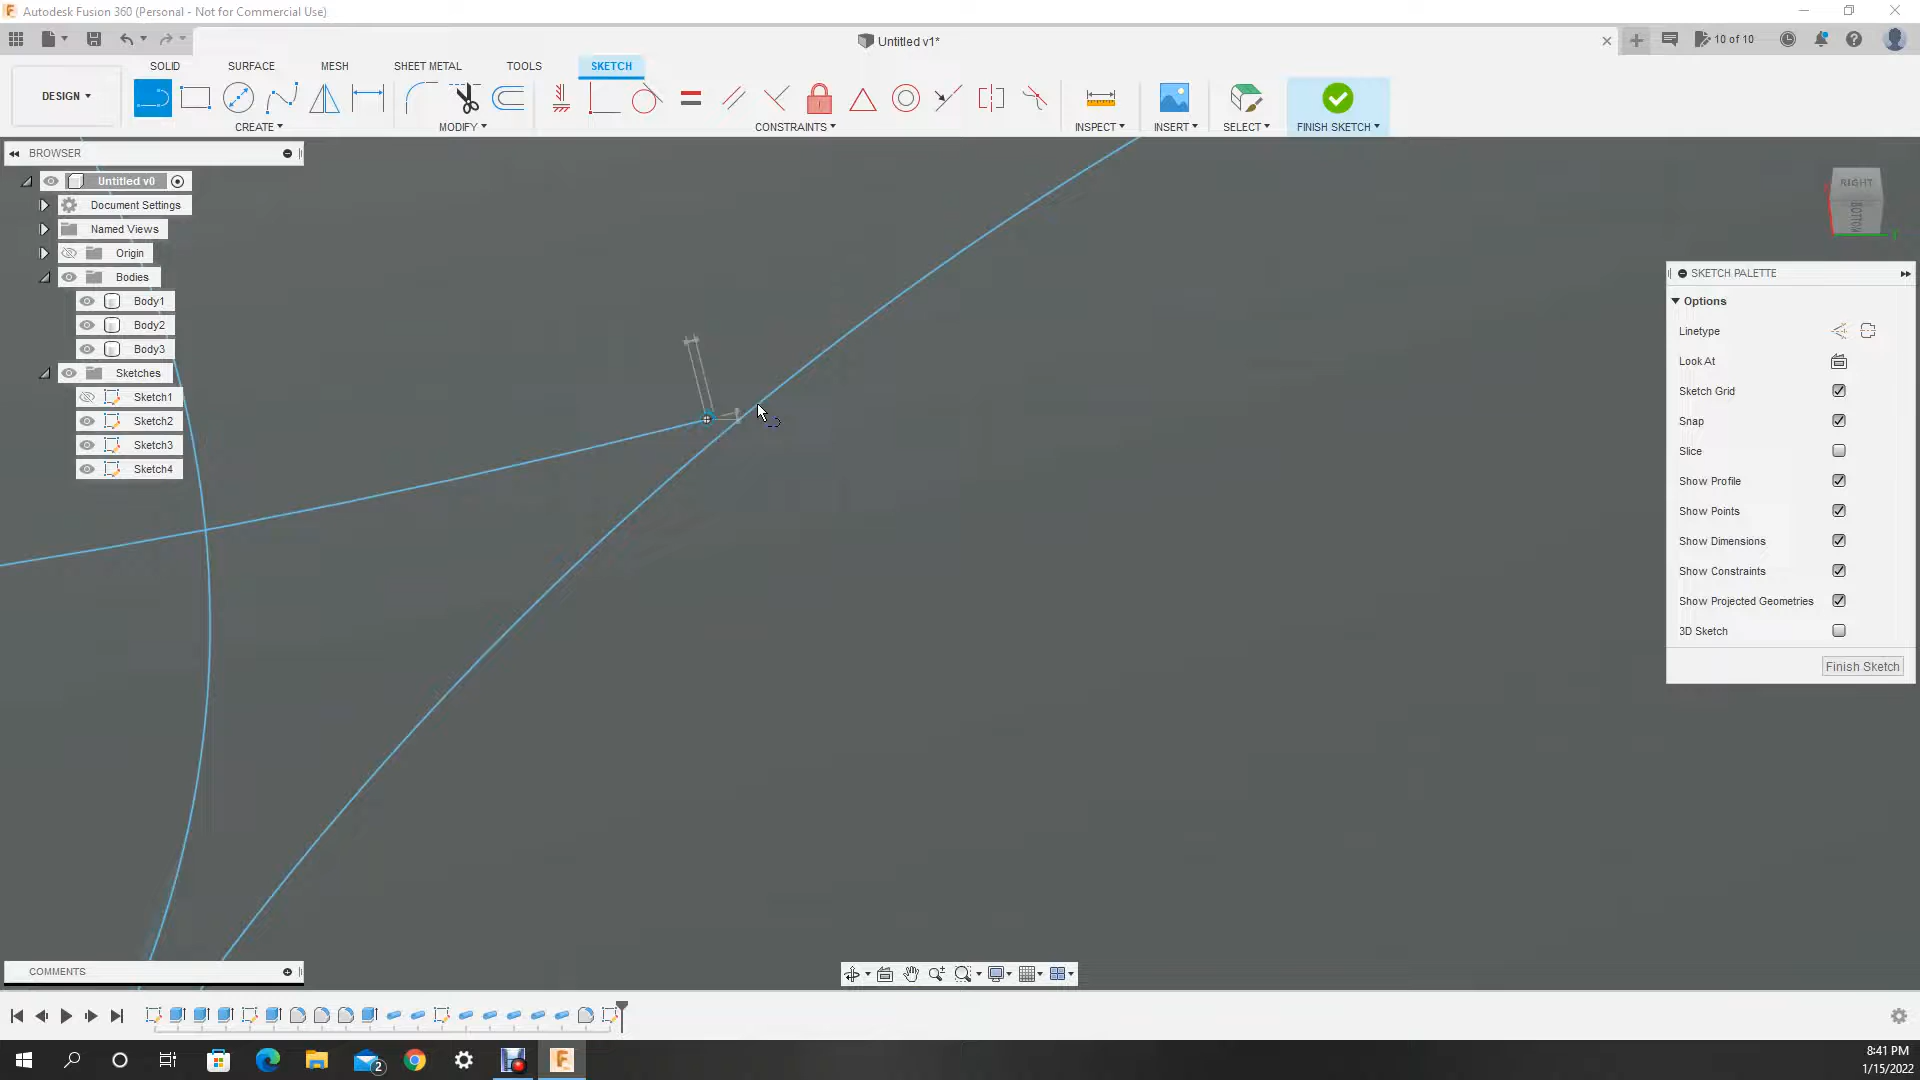 Autodesk Fusion 360 (Personal - Not for Commercial Use)
Untitled v1*
10 of 10
DESIGN
SOLID
SURFACE
MESH
SHEET METAL
TOOLS
SKETCH
CREATE
MODIFY
CONSTRAINTS
INSPECT
INSERT
SELECT
FINISH SKETCH
BROWSER
Untitled v0
Document Settings
Named Views
Origin
Bodies
Body1
Body2
Body3
Sketches
Sketch1
Sketch2
Sketch3
Sketch4
RIGHT
BOTTOM
SKETCH PALETTE
Options
Linetype
Look At
Sketch Grid
Snap
Slice
Show Profile
Show Points
Show Dimensions
Show Constraints
Show Projected Geometries
3D Sketch
Finish Sketch
COMMENTS
2
8:41 PM
1/15/2022